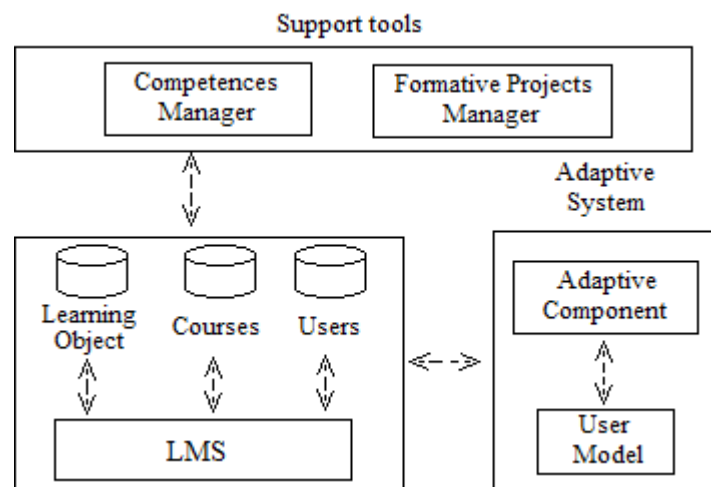 Support tools
Competences
Manager
Formative Projects
Manager
Adaptive
System
Learning
Object
Courses
Users
LMS
Adaptive
Component
User
Model